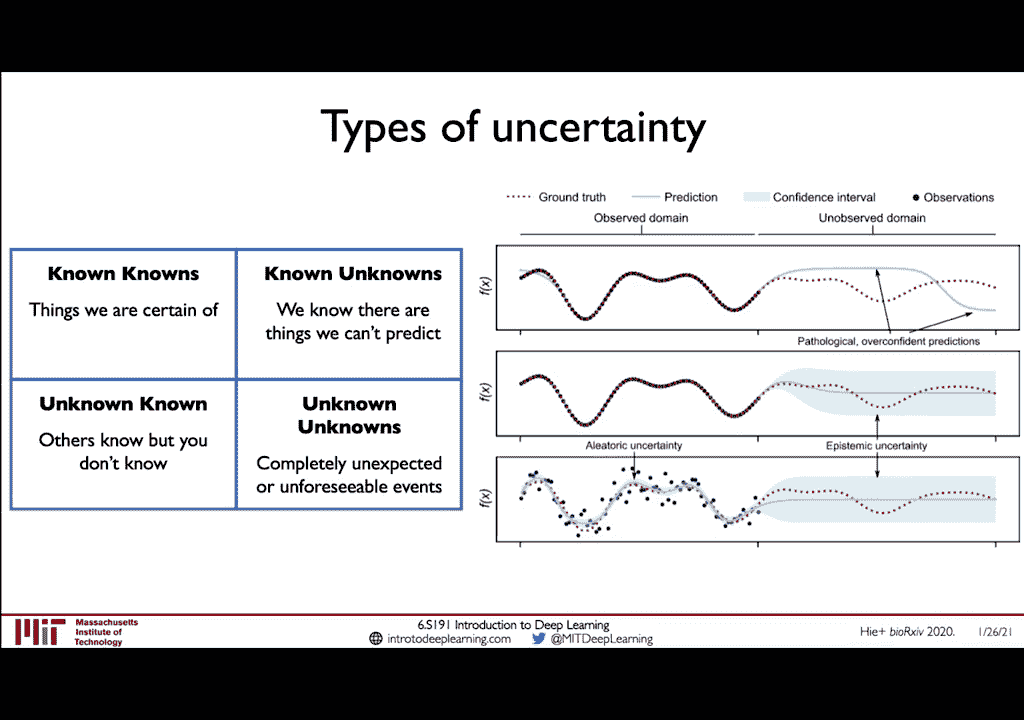 Types of uncertainty
Known Knowns
Things we are certain of
Known Unknowns
We know there are
things we can't predict
Unknown Known
Others know but you
don't know
Unknown
Unknowns
Completely unexpected
or unforeseeable events
Ground truth
Prediction
Confidence interval
Observations
Observed domain
Unobserved domain
f(x)
Pathological, overconfident predictions
f(x)
Aleatoric uncertainty
Epistemic uncertainty
f(x)
MIT
Massachusetts
Institute of
Technology
6.S191 Introduction to Deep Learning
introtodeeplearning.com
@MITDeepLearning
Hie+ bioRxiv 2020.
1/26/21